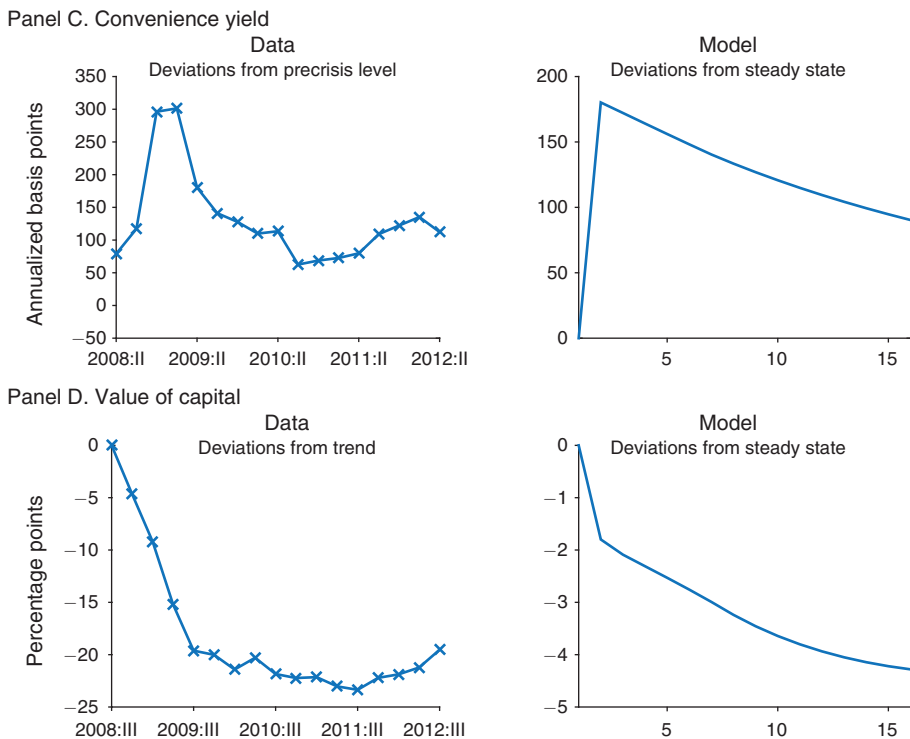 Panel C. Convenience yield
Data
Deviations from precrisis level
Annualized basis points
350
300
250
200
150
100
50
0
−50
2008:II 2009:II 2010:II 2011:II 2012:II
Model
Deviations from steady state
200
150
100
50
0
5 10 15
Panel D. Value of capital
Data
Deviations from trend
Percentage points
0
−5
−10
−15
−20
−25
2008:III 2009:III 2010:III 2011:III 2012:III
Model
Deviations from steady state
0
−1
−2
−3
−4
−5
5 10 15